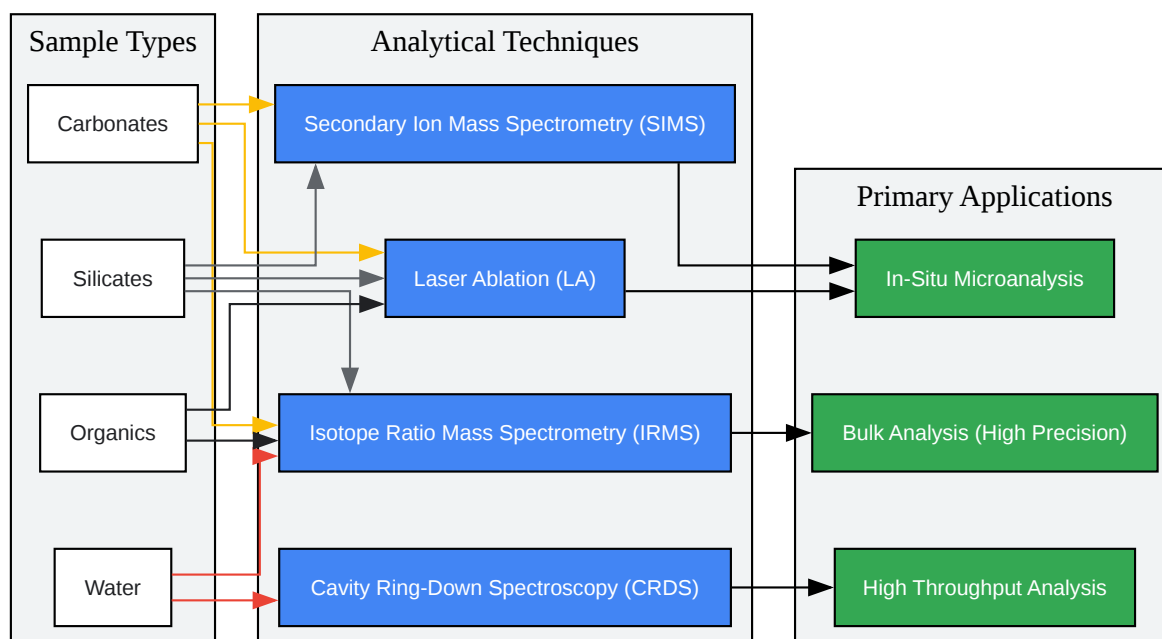 Sample Types
Analytical Techniques
Carbonates
Secondary Ion Mass Spectrometry (SIMS)
Primary Applications
Silicates
Laser Ablation (LA)
In-Situ Microanalysis
Organics
Isotope Ratio Mass Spectrometry (IRMS)
Bulk Analysis (High Precision)
Water
Cavity Ring-Down Spectroscopy (CRDS)
High Throughput Analysis